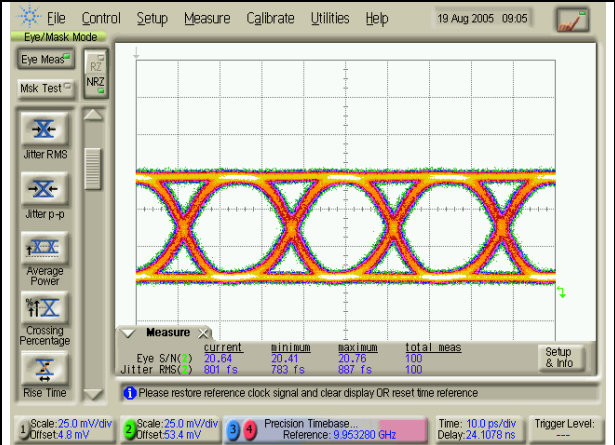 File Control Setup Measure Calibrate Utilities Help 19 Aug 2005 09:05
Eye/Mask Mode
Eye Meas
RZ
NRZ
Msk Test
Jitter RMS
Jitter p-p
Average
Power
Crossing
Percentage
Rise Time
Measure
current minimum maximum total meas
Eye S/N(2) 20.64 20.41 20.76 100
Jitter RMS(2) 801 fs 783 fs 887 fs 100
Setup
& Info
Please restore reference clock signal and clear display OR reset time reference
1 Scale:25.0 mV/div
Offset:4.8 mV
2 Scale:25.0 mV/div
Offset:53.4 mV
3 4 Precision Timebase...
Reference: 9.953280 GHz
Time: 10.0 ps/div
Delay:24.1078 ns
Trigger Level:
---